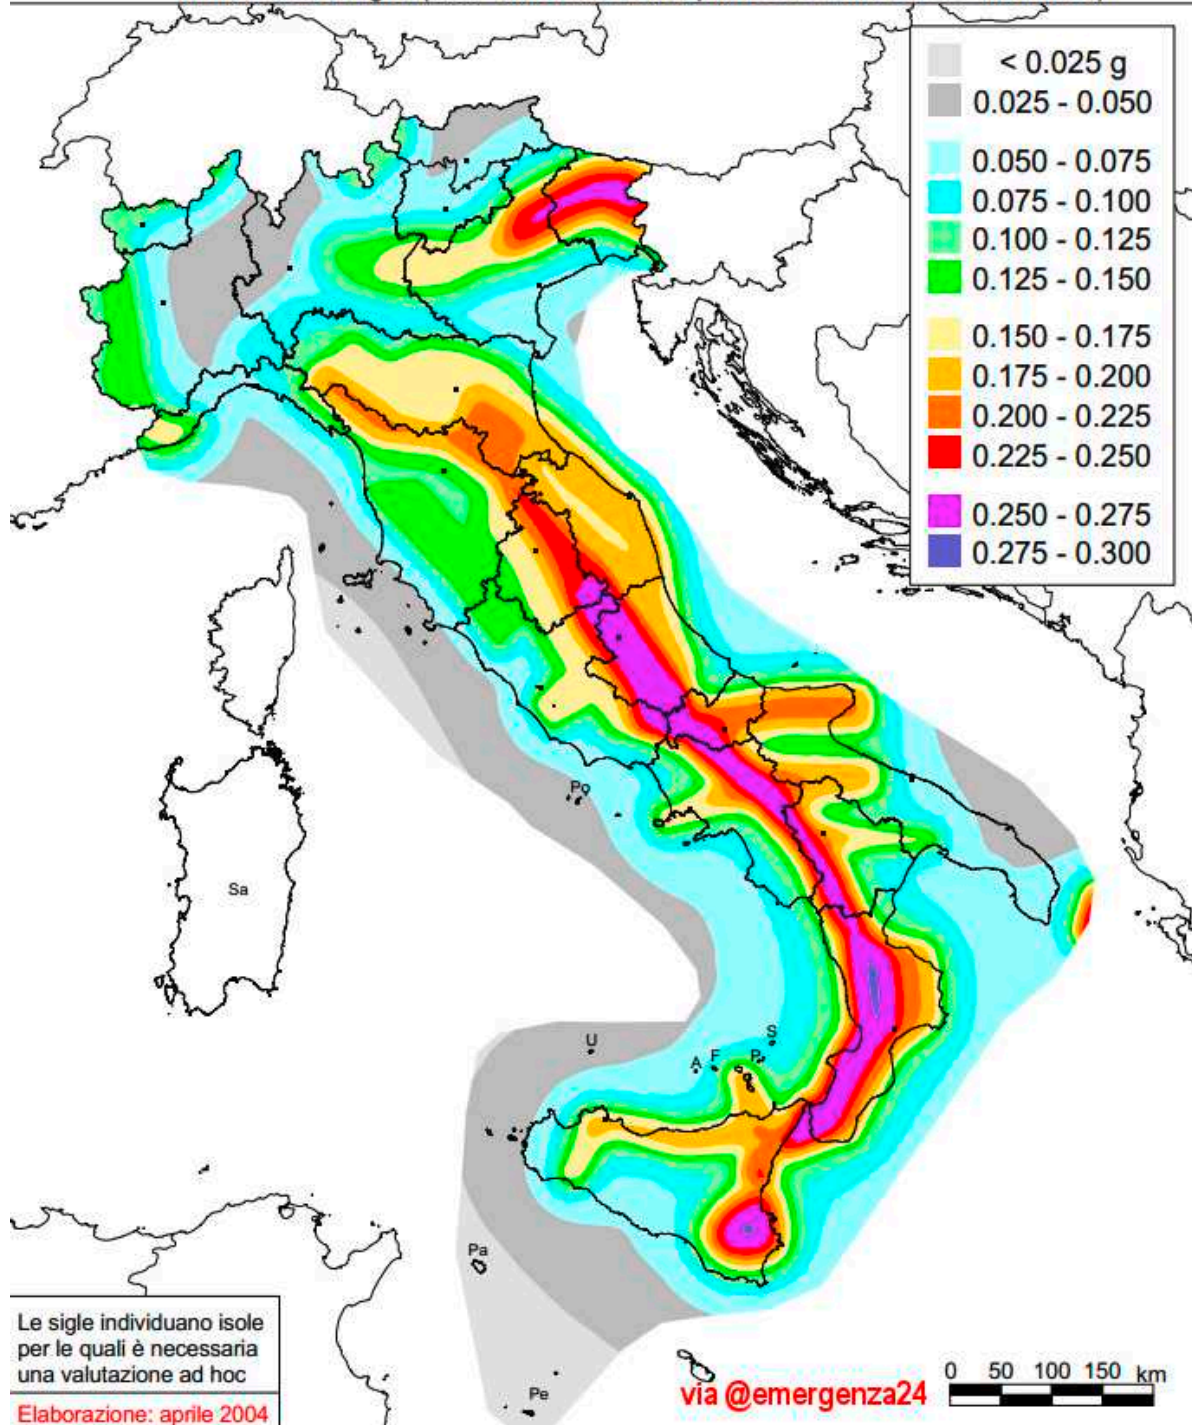 < 0.025 g
0.025 - 0.050
0.050 - 0.075
0.075 - 0.100
0.100 - 0.125
0.125 - 0.150
0.150 - 0.175
0.175 - 0.200
0.200 - 0.225
0.225 - 0.250
0.250 - 0.275
0.275 - 0.300
Po
Sa
U
S
A
F
P
Pa
Pe
Le sigle individuano isole
per le quali è necessaria
una valutazione ad hoc
Elaborazione: aprile 2004
via @emergenza24
0 50 100 150 km